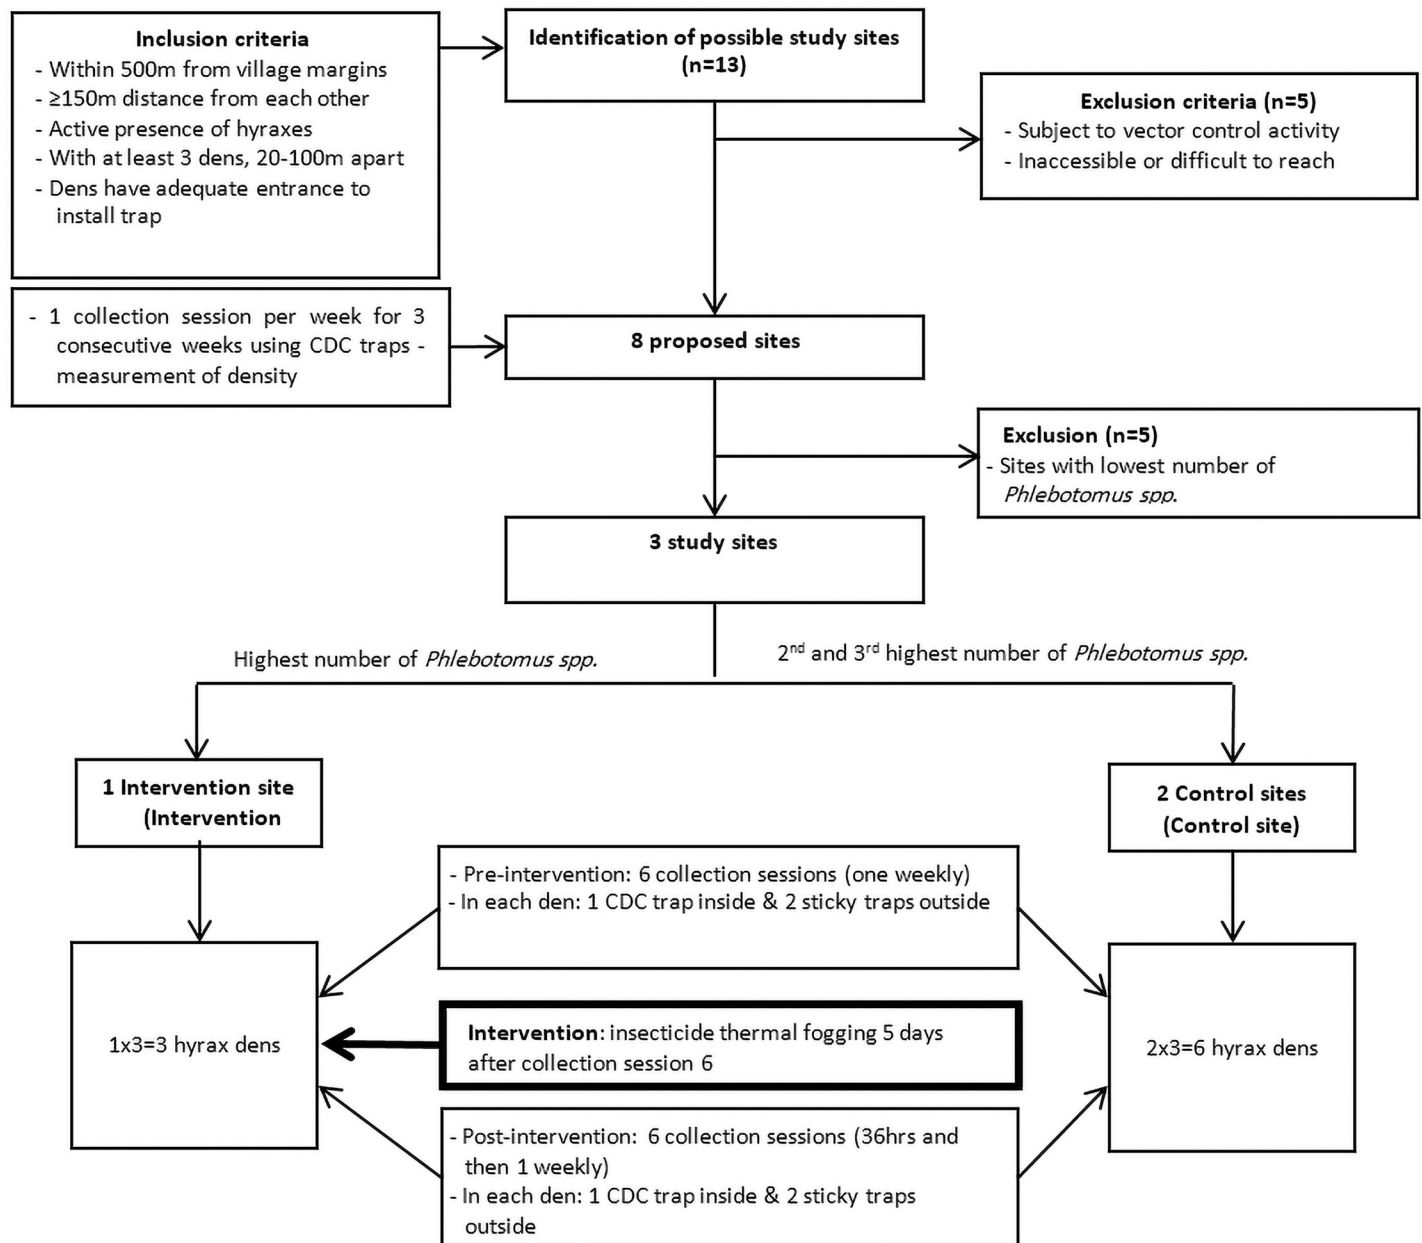 Inclusion criteria
- Within 500m from village margins
- ≥150m distance from each other
- Active presence of hyraxes
- With at least 3 dens, 20-100m apart
- Dens have adequate entrance to
install trap
Identification of possible study sites
(n=13)
Exclusion criteria (n=5)
- Subject to vector control activity
- Inaccessible or difficult to reach
- 1 collection session per week for 3
consecutive weeks using CDC traps -
measurement of density
8 proposed sites
Exclusion (n=5)
- Sites with lowest number of
Phlebotomus spp.
3 study sites
Highest number of Phlebotomus spp.
2nd and 3rd highest number of Phlebotomus spp.
1 Intervention site
(Intervention
2 Control sites
(Control site)
- Pre-intervention: 6 collection sessions (one weekly)
- In each den: 1 CDC trap inside & 2 sticky traps outside
1x3=3 hyrax dens
Intervention: insecticide thermal fogging 5 days
after collection session 6
2x3=6 hyrax dens
- Post-intervention: 6 collection sessions (36hrs and
then 1 weekly)
- In each den: 1 CDC trap inside & 2 sticky traps
outside